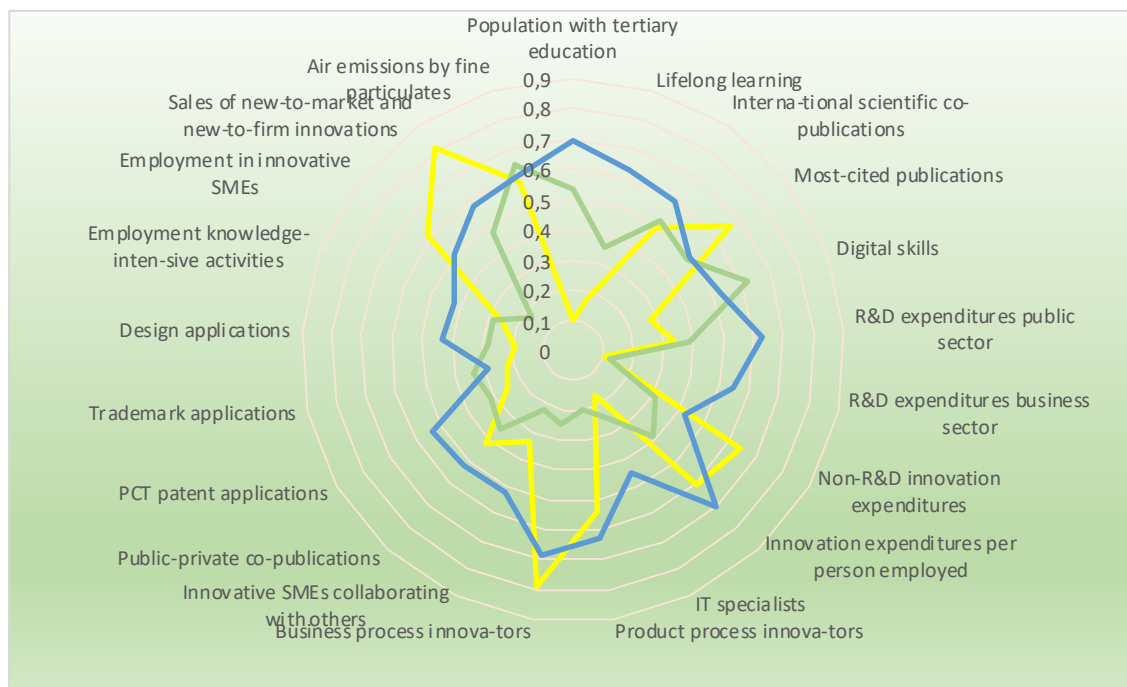 Population with tertiary
education
Lifelong learning
Interna-tional scientific co-
publications
Most-cited publications
Digital skills
R&D expenditures public
sector
R&D expenditures business
sector
Non-R&D innovation
expenditures
Innovation expenditures per
person employed
IT specialists
Product process innova-tors
Business process innova-tors
Innovative SMEs collaborating
with others
Public-private co-publications
PCT patent applications
Trademark applications
Design applications
Employment knowledge-
inten-sive activities
Employment in innovative
SMEs
Sales of new-to-market and
new-to-firm innovations
Air emissions by fine
particulates
0,9
0,8
0,7
0,6
0,5
0,4
0,3
0,2
0,1
0